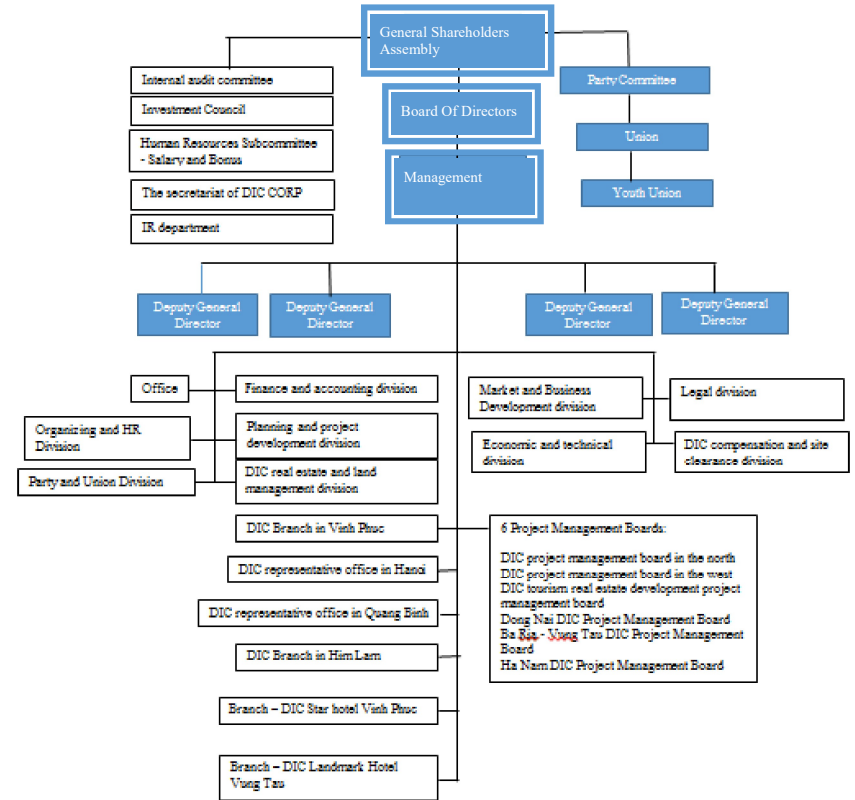 General Shareholders
Assembly
Internal audit committee
Investment Council
Human Resources Subcommittee
- Salary and Bonus
The secretariat of DIC CORP
IR department
Board Of Directors
Management
Party Committee
Union
Youth Union
Deputy General
Director
Deputy General
Director
Deputy General
Director
Deputy General
Director
Office
Finance and accounting division
Organizing and HR
Division
Planning and project
development division
Party and Union Division
DIC real estate and land
management division
Market and Business
Development division
Legal division
Economic and technical
division
DIC compensation and site
clearance division
DIC Branch in Vinh Phuc
DIC representative office in Hanoi
DIC representative office in Quang Binh
DIC Branch in Him Lam
Branch – DIC Star hotel Vinh Phuc
Branch – DIC Landmark Hotel
Vung Tau
6 Project Management Boards:
DIC project management board in the north
DIC project management board in the west
DIC tourism real estate development project
management board
Dong Nai DIC Project Management Board
Ba Ria - Vung Tau DIC Project Management
Board
Ha Nam DIC Project Management Board